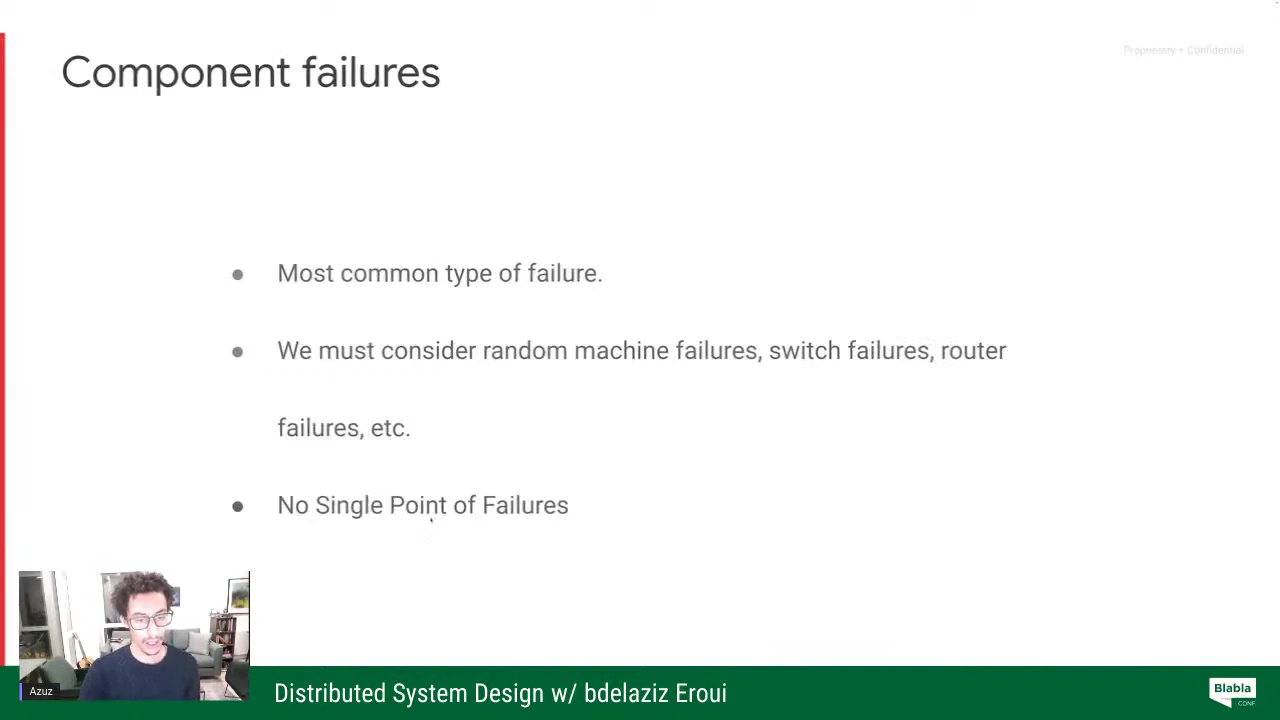 Component failures
Proprietary + Confidential
● Most common type of failure.
● We must consider random machine failures, switch failures, router
failures, etc.
● No Single Point of Failures
Azuz
Distributed System Design w/ bdelaziz Eroui
Blabla
CONF